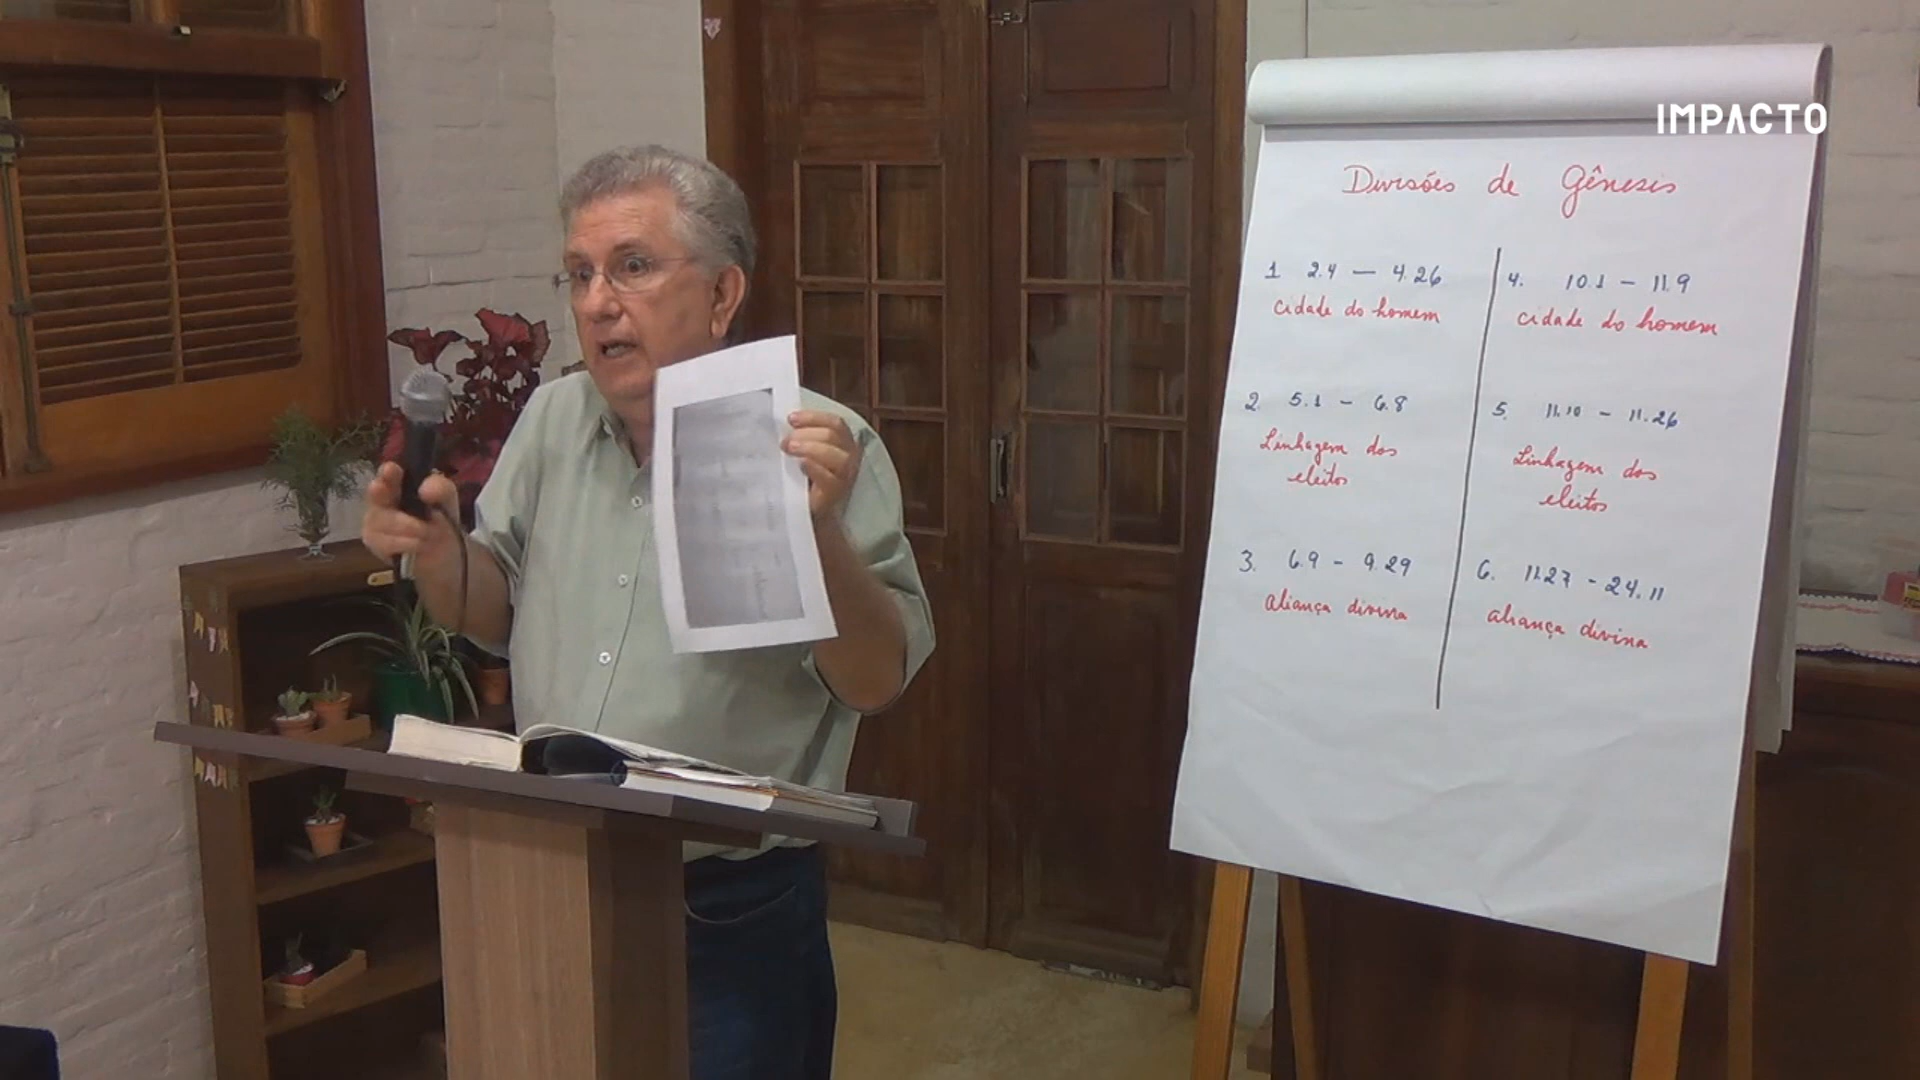 IMPACTO
Divisões de Gênesis
1 2.4 — 4.26
cidade do homem
2. 5.1 - 6.8
Linhagem dos
eleitos
3. 6.9 - 9.29
aliança divina
4. 10.1 - 11.9
cidade do homem
5. 11.10 - 11.26
Linhagem dos
eleitos
6. 11.27 - 24.11
aliança divina